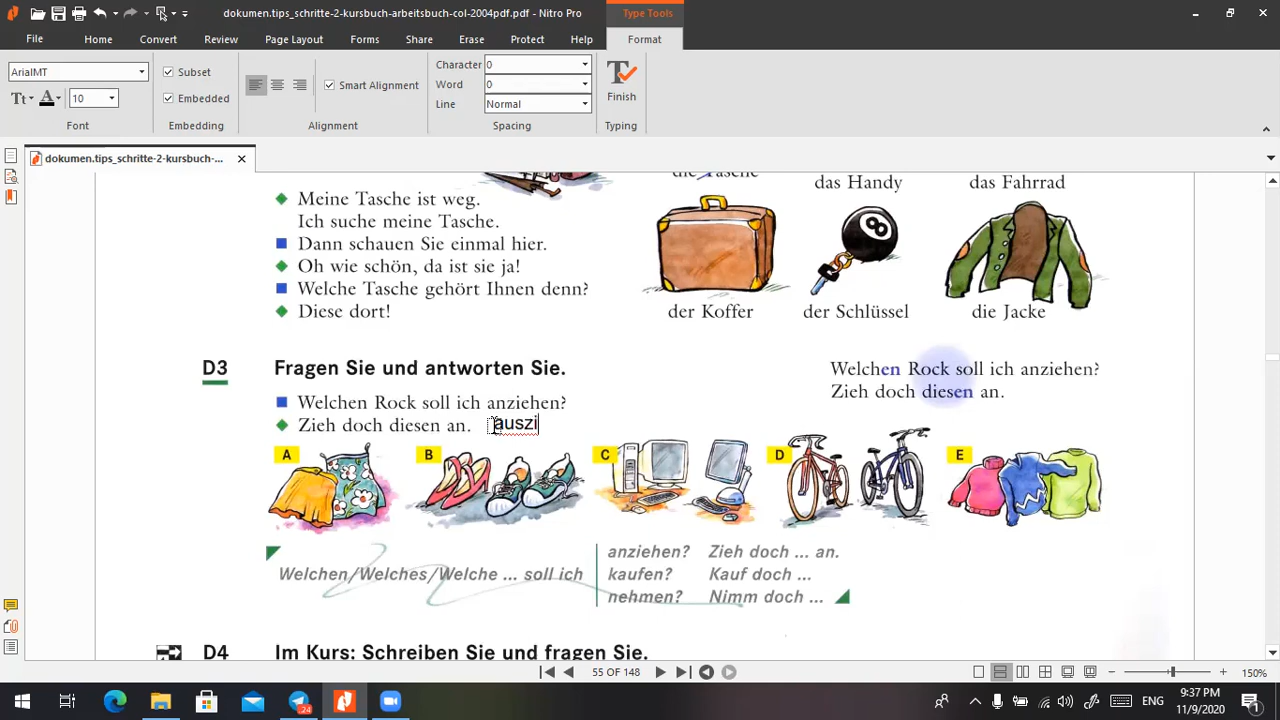 dokumen.tips_schritte-2-kursbuch-arbeitsbuch-col-2004pdf.pdf - Nitro Pro
Type Tools
File
Home
Convert
Review
Page Layout
Forms
Share
Erase
Protect
Help
Format
ArialMT
Tt
A
10
Font
Subset
Embedded
Embedding
Smart Alignment
Alignment
Character 0
Word 0
Line Normal
Spacing
Finish
Typing
dokumen.tips_schritte-2-kursbuch-...
die Tasche
das Handy
das Fahrrad
Meine Tasche ist weg.
Ich suche meine Tasche.
Dann schauen Sie einmal hier.
Oh wie schön, da ist sie ja!
Welche Tasche gehört Ihnen denn?
Diese dort!
8
der Koffer
der Schlüssel
die Jacke
D3 Fragen Sie und antworten Sie.
Welchen Rock soll ich anziehen?
Zieh doch diesen an.
Welchen Rock soll ich anziehen?
Zieh doch diesen an. auszi
A
B
C
D
E
Welchen/Welches/Welche ... soll ich
anziehen? Zieh doch ... an.
kaufen? Kauf doch ...
nehmen? Nimm doch ...
D4 Im Kurs: Schreiben Sie und fragen Sie.
55 OF 148
150%
24
ENG
9:37 PM
11/9/2020
1